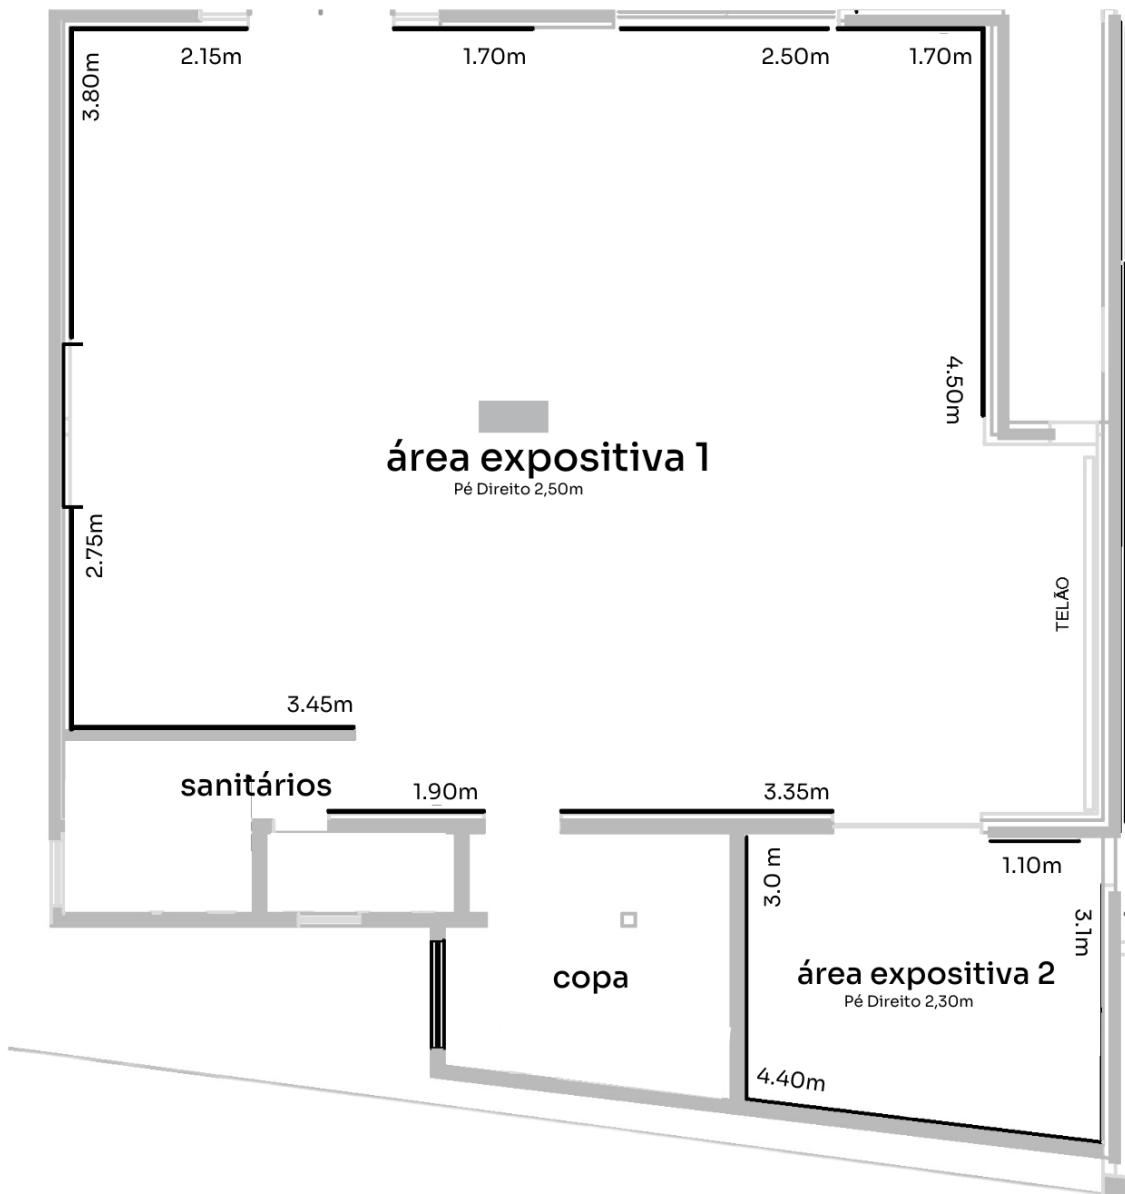 2.15m
1.70m
2.50m
1.70m
3.80m
4.50m
área expositiva 1
Pé Direito 2,50m
2.75m
TELÃO
3.45m
sanitários
1.90m
3.35m
3.0 m
1.10m
3.1m
copa
área expositiva 2
Pé Direito 2,30m
4.40m